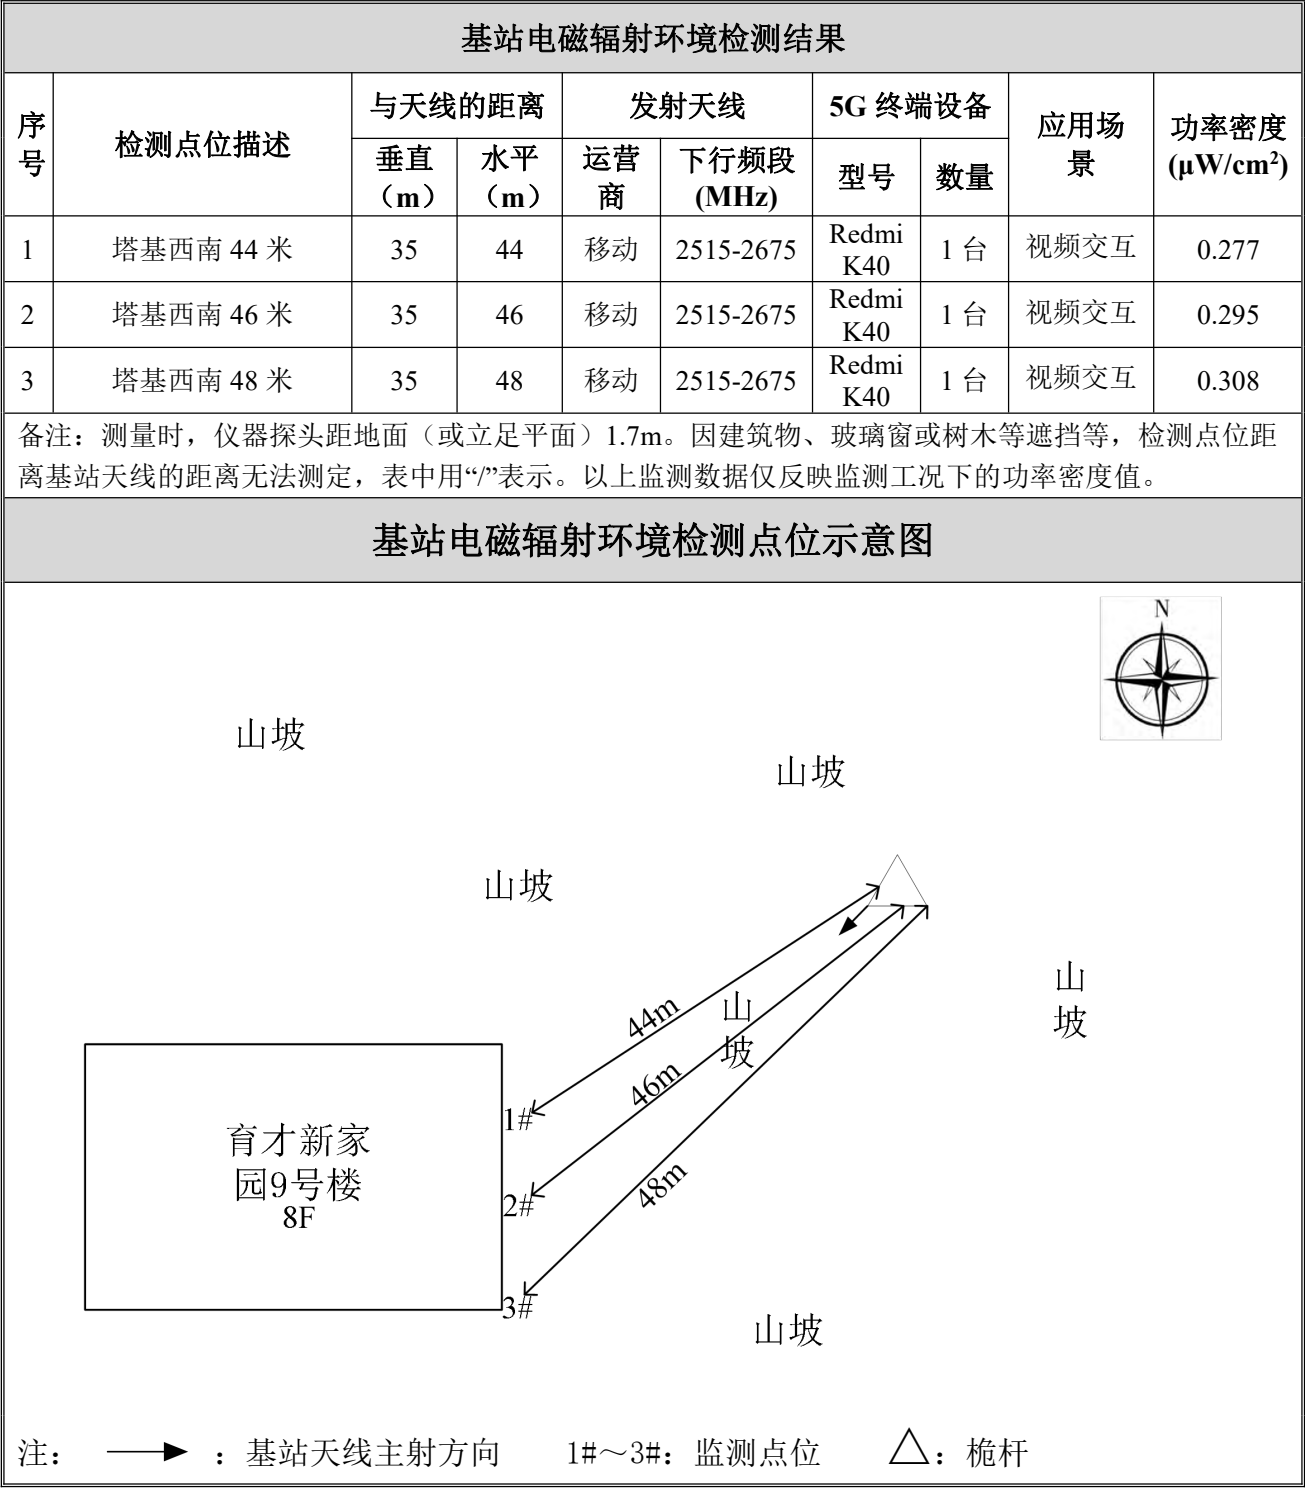 基站电磁辐射环境检测结果
序号 检测点位描述 与天线的距离 发射天线 5G 终端设备 应用场景 功率密度(μW/cm²)
垂直（m） 水平（m） 运营商 下行频段(MHz) 型号 数量
1 塔基西南 44 米 35 44 移动 2515-2675 Redmi K40 1 台 视频交互 0.277
2 塔基西南 46 米 35 46 移动 2515-2675 Redmi K40 1 台 视频交互 0.295
3 塔基西南 48 米 35 48 移动 2515-2675 Redmi K40 1 台 视频交互 0.308
备注：测量时，仪器探头距地面（或立足平面）1.7m。因建筑物、玻璃窗或树木等遮挡等，检测点位距
离基站天线的距离无法测定，表中用“/”表示。以上监测数据仅反映监测工况下的功率密度值。
基站电磁辐射环境检测点位示意图
N
山坡
山坡
山坡
山坡
44m
山坡
46m
48m
1#
2#
3#
育才新家
园9号楼
8F
山坡
注： ：基站天线主射方向 1#～3#：监测点位 △：桅杆